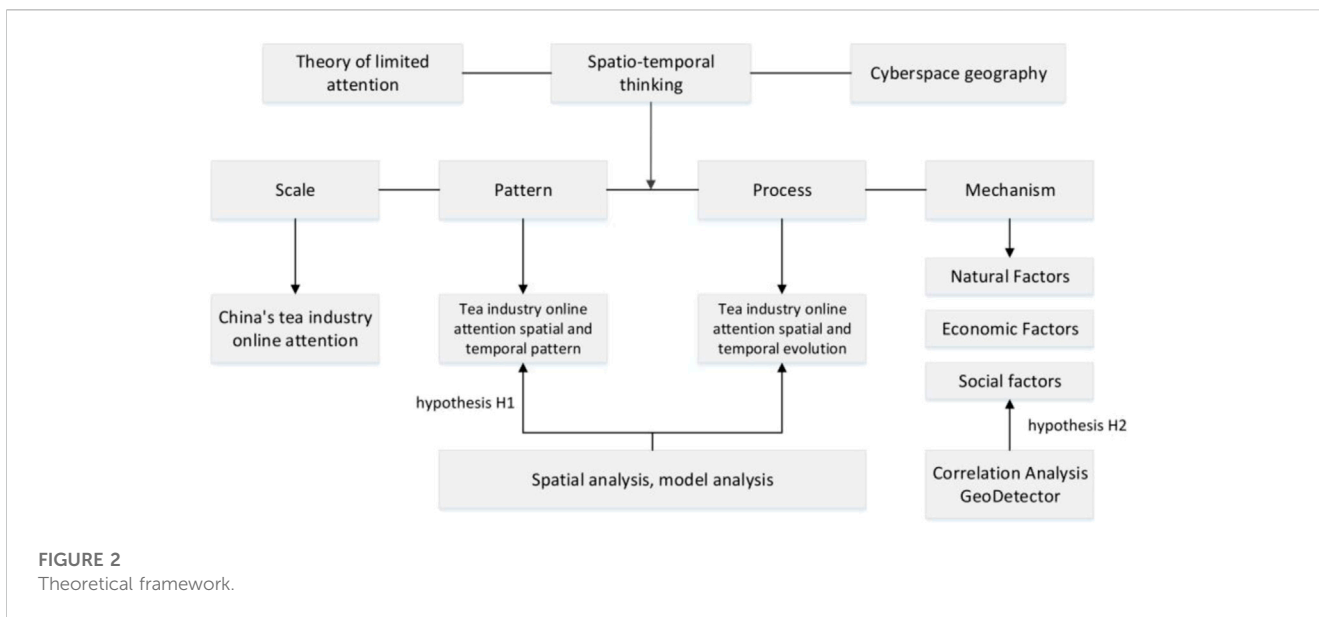 Theory of limited
attention
Spatio-temporal
thinking
Cyberspace geography
Scale
Pattern
Process
Mechanism
China's tea industry
online attention
Tea industry online
attention spatial and
temporal pattern
Tea industry online
attention spatial and
temporal evolution
Natural Factors
Economic Factors
Social factors
hypothesis H1
hypothesis H2
Spatial analysis, model analysis
Correlation Analysis
GeoDetector
FIGURE 2
Theoretical framework.